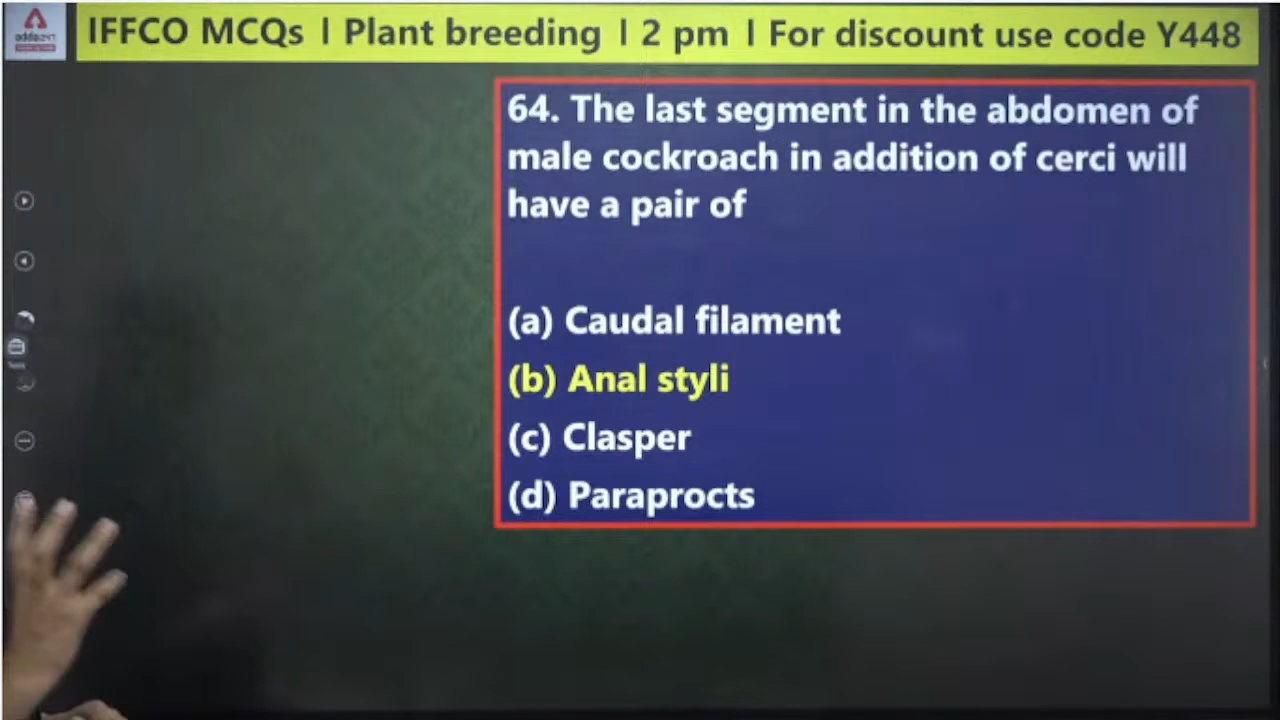 adda247
IFFCO MCQs I Plant breeding I 2 pm I For discount use code Y448
64. The last segment in the abdomen of
male cockroach in addition of cerci will
have a pair of
(a) Caudal filament
(b) Anal styli
(c) Clasper
(d) Paraprocts